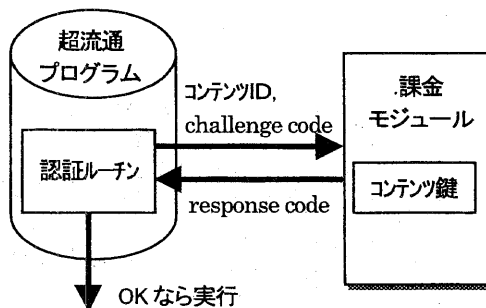 超流通
プログラム
認証ルーチン
コンテンツID,
challenge code
response code
課金
モジュール
コンテンツ鍵
OKなら実行